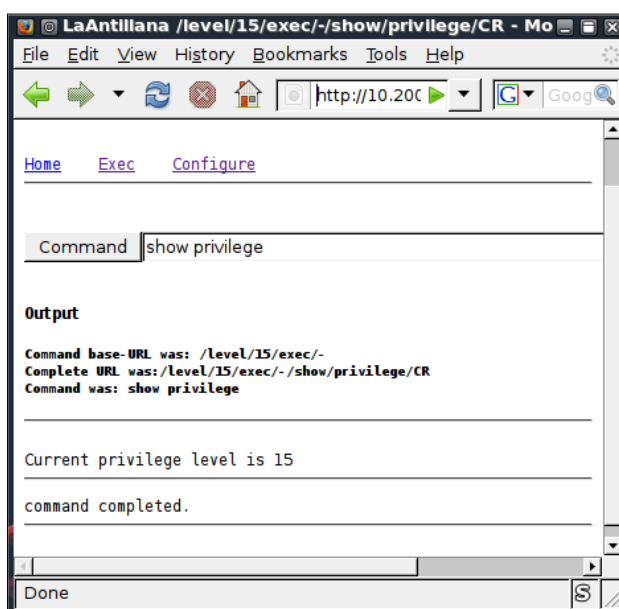 LaAntillana /level/15/exec/-/show/privilege/CR - Mo
File Edit View History Bookmarks Tools Help
http://10.200 G Goog
Home Exec Configure
Command show privilege
Output
Command base-URL was: /level/15/exec/-
Complete URL was:/level/15/exec/-/show/privilege/CR
Command was: show privilege
Current privilege level is 15
command completed.
Done S